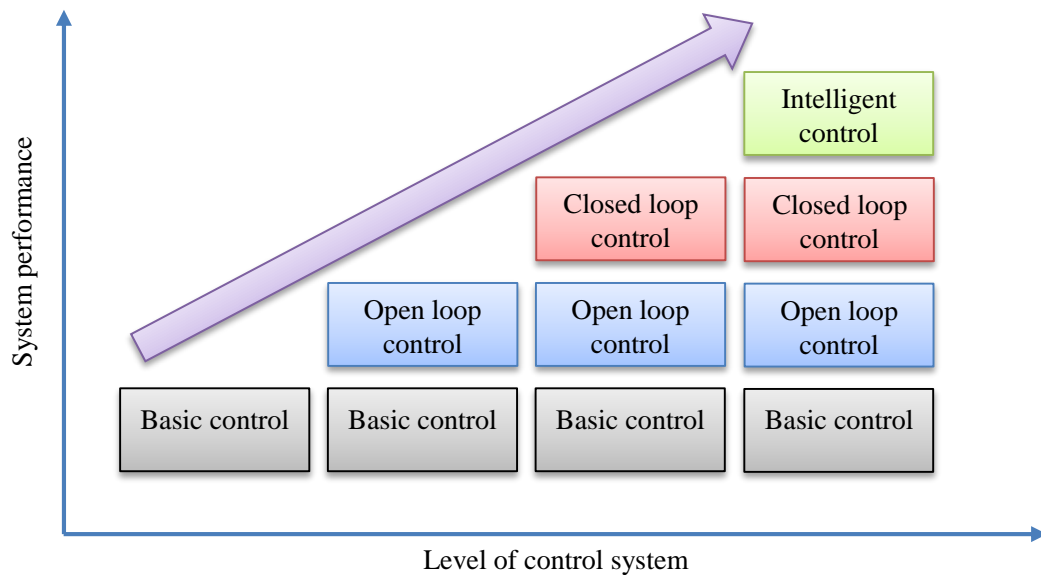 System performance
Intelligent
control
Closed loop
control
Closed loop
control
Open loop
control
Open loop
control
Open loop
control
Basic control
Basic control
Basic control
Basic control
Level of control system